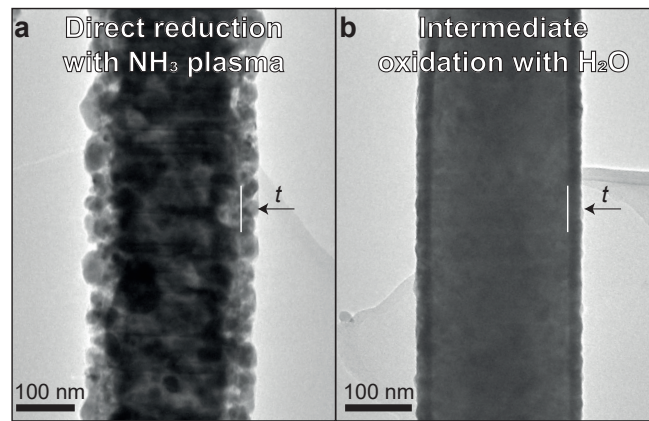 a
Direct reduction
with NH₃ plasma
t
100 nm
b
Intermediate
oxidation with H₂O
t
100 nm